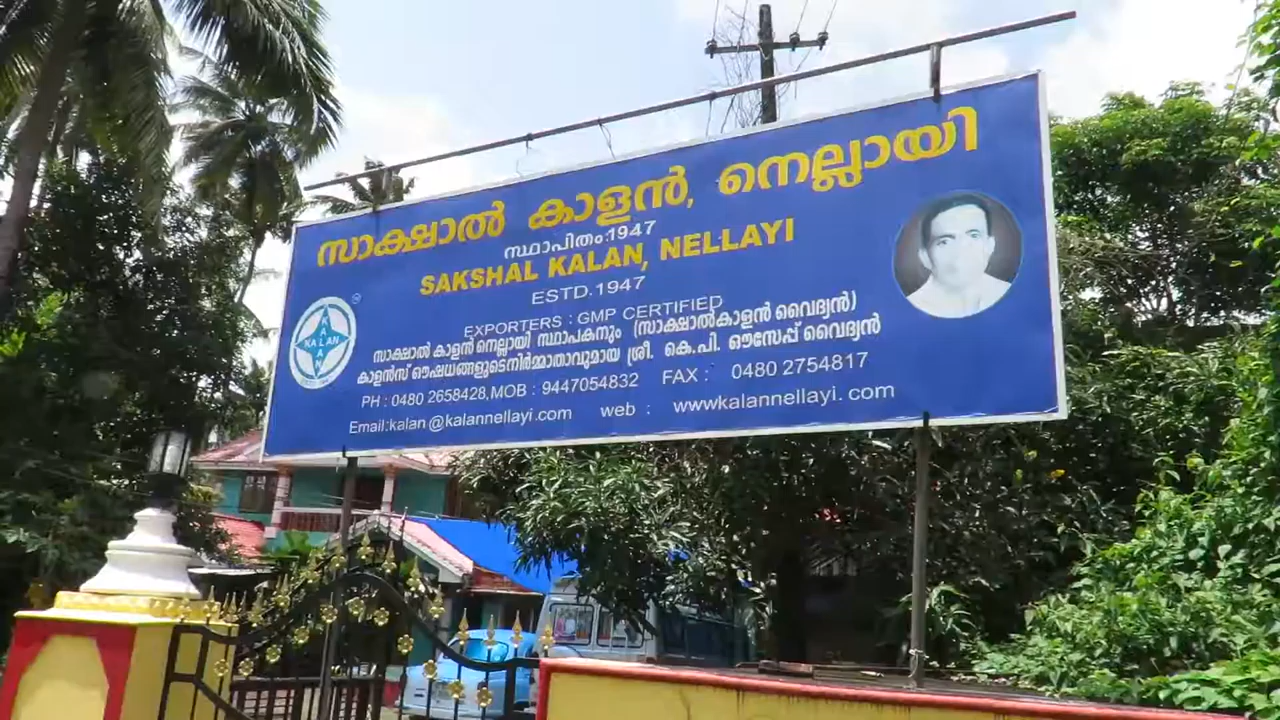 സാക്ഷാൽ കാളൻ, നെല്ലായി
സ്ഥാപിതം:1947
SAKSHAL KALAN, NELLAYI
ESTD.1947
EXPORTERS : GMP CERTIFIED
സാക്ഷാൽ കാളൻ നെല്ലായി സ്ഥാപകനും (സാക്ഷാൽകാളൻ വൈദ്യൻ)
കാളൻസ് ഔഷധങ്ങളുടെനിർമ്മാതാവുമായ ശ്രീ. കെ.പി. ഔസേപ്പ് വൈദ്യൻ
PH : 0480 2658428,MOB : 9447054832 FAX : 0480 2754817
Email:kalan@kalannellayi.com web : wwwkalannellayi. com
KALAN
KALAN